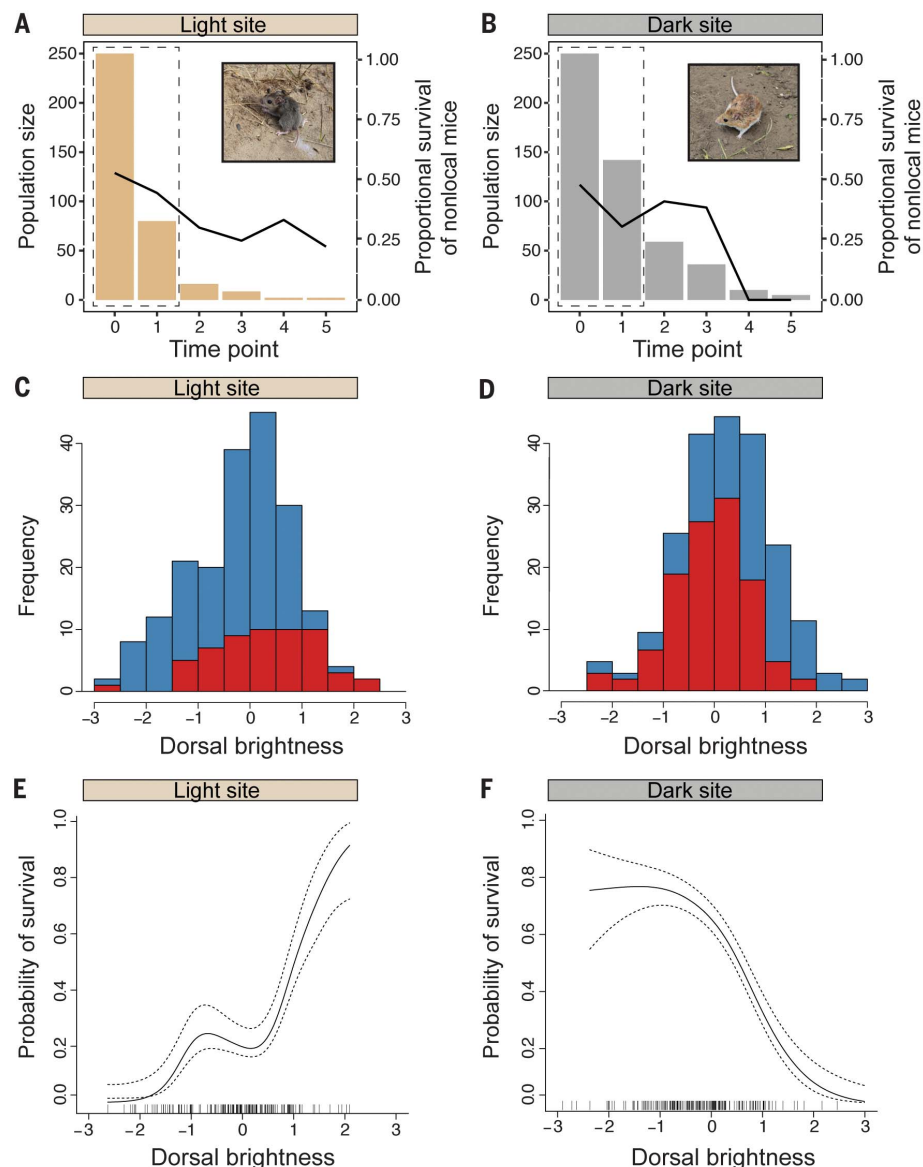 A
Light site
250
200
150
100
50
0
Population size
1.00
0.75
0.50
0.25
0.00
Proportional survival
of nonlocal mice
0 1 2 3 4 5
Time point
B
Dark site
250
200
150
100
50
0
Population size
1.00
0.75
0.50
0.25
0.00
Proportional survival
of nonlocal mice
0 1 2 3 4 5
Time point
C
Light site
40
30
20
10
0
Frequency
−3 −2 −1 0 1 2 3
Dorsal brightness
D
Dark site
40
30
20
10
0
Frequency
−3 −2 −1 0 1 2 3
Dorsal brightness
E
Light site
1.0
0.8
0.6
0.4
0.2
0.0
Probability of survival
−3 −2 −1 0 1 2 3
Dorsal brightness
F
Dark site
1.0
0.8
0.6
0.4
0.2
0.0
Probability of survival
−3 −2 −1 0 1 2 3
Dorsal brightness